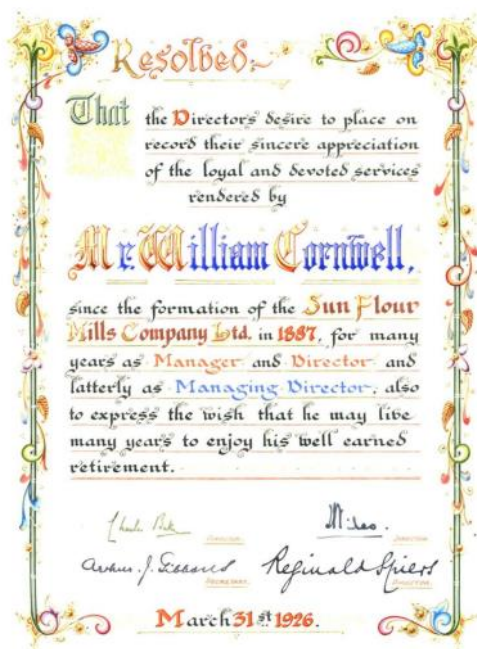 Resolved:~
That the Directors desire to place on
record their sincere appreciation
of the loyal and devoted services
rendered by
Mr. William Cornwell,
since the formation of the Sun Flour
Mills Company Ltd. in 1887, for many
years as Manager and Director and
latterly as Managing Director, also
to express the wish that he may live
many years to enjoy his well earned
retirement.
DIRECTOR.
DIRECTOR.
Arthur J. Gibbons Reginald Spiers
SECRETARY. DIRECTOR.
March 31st 1926.